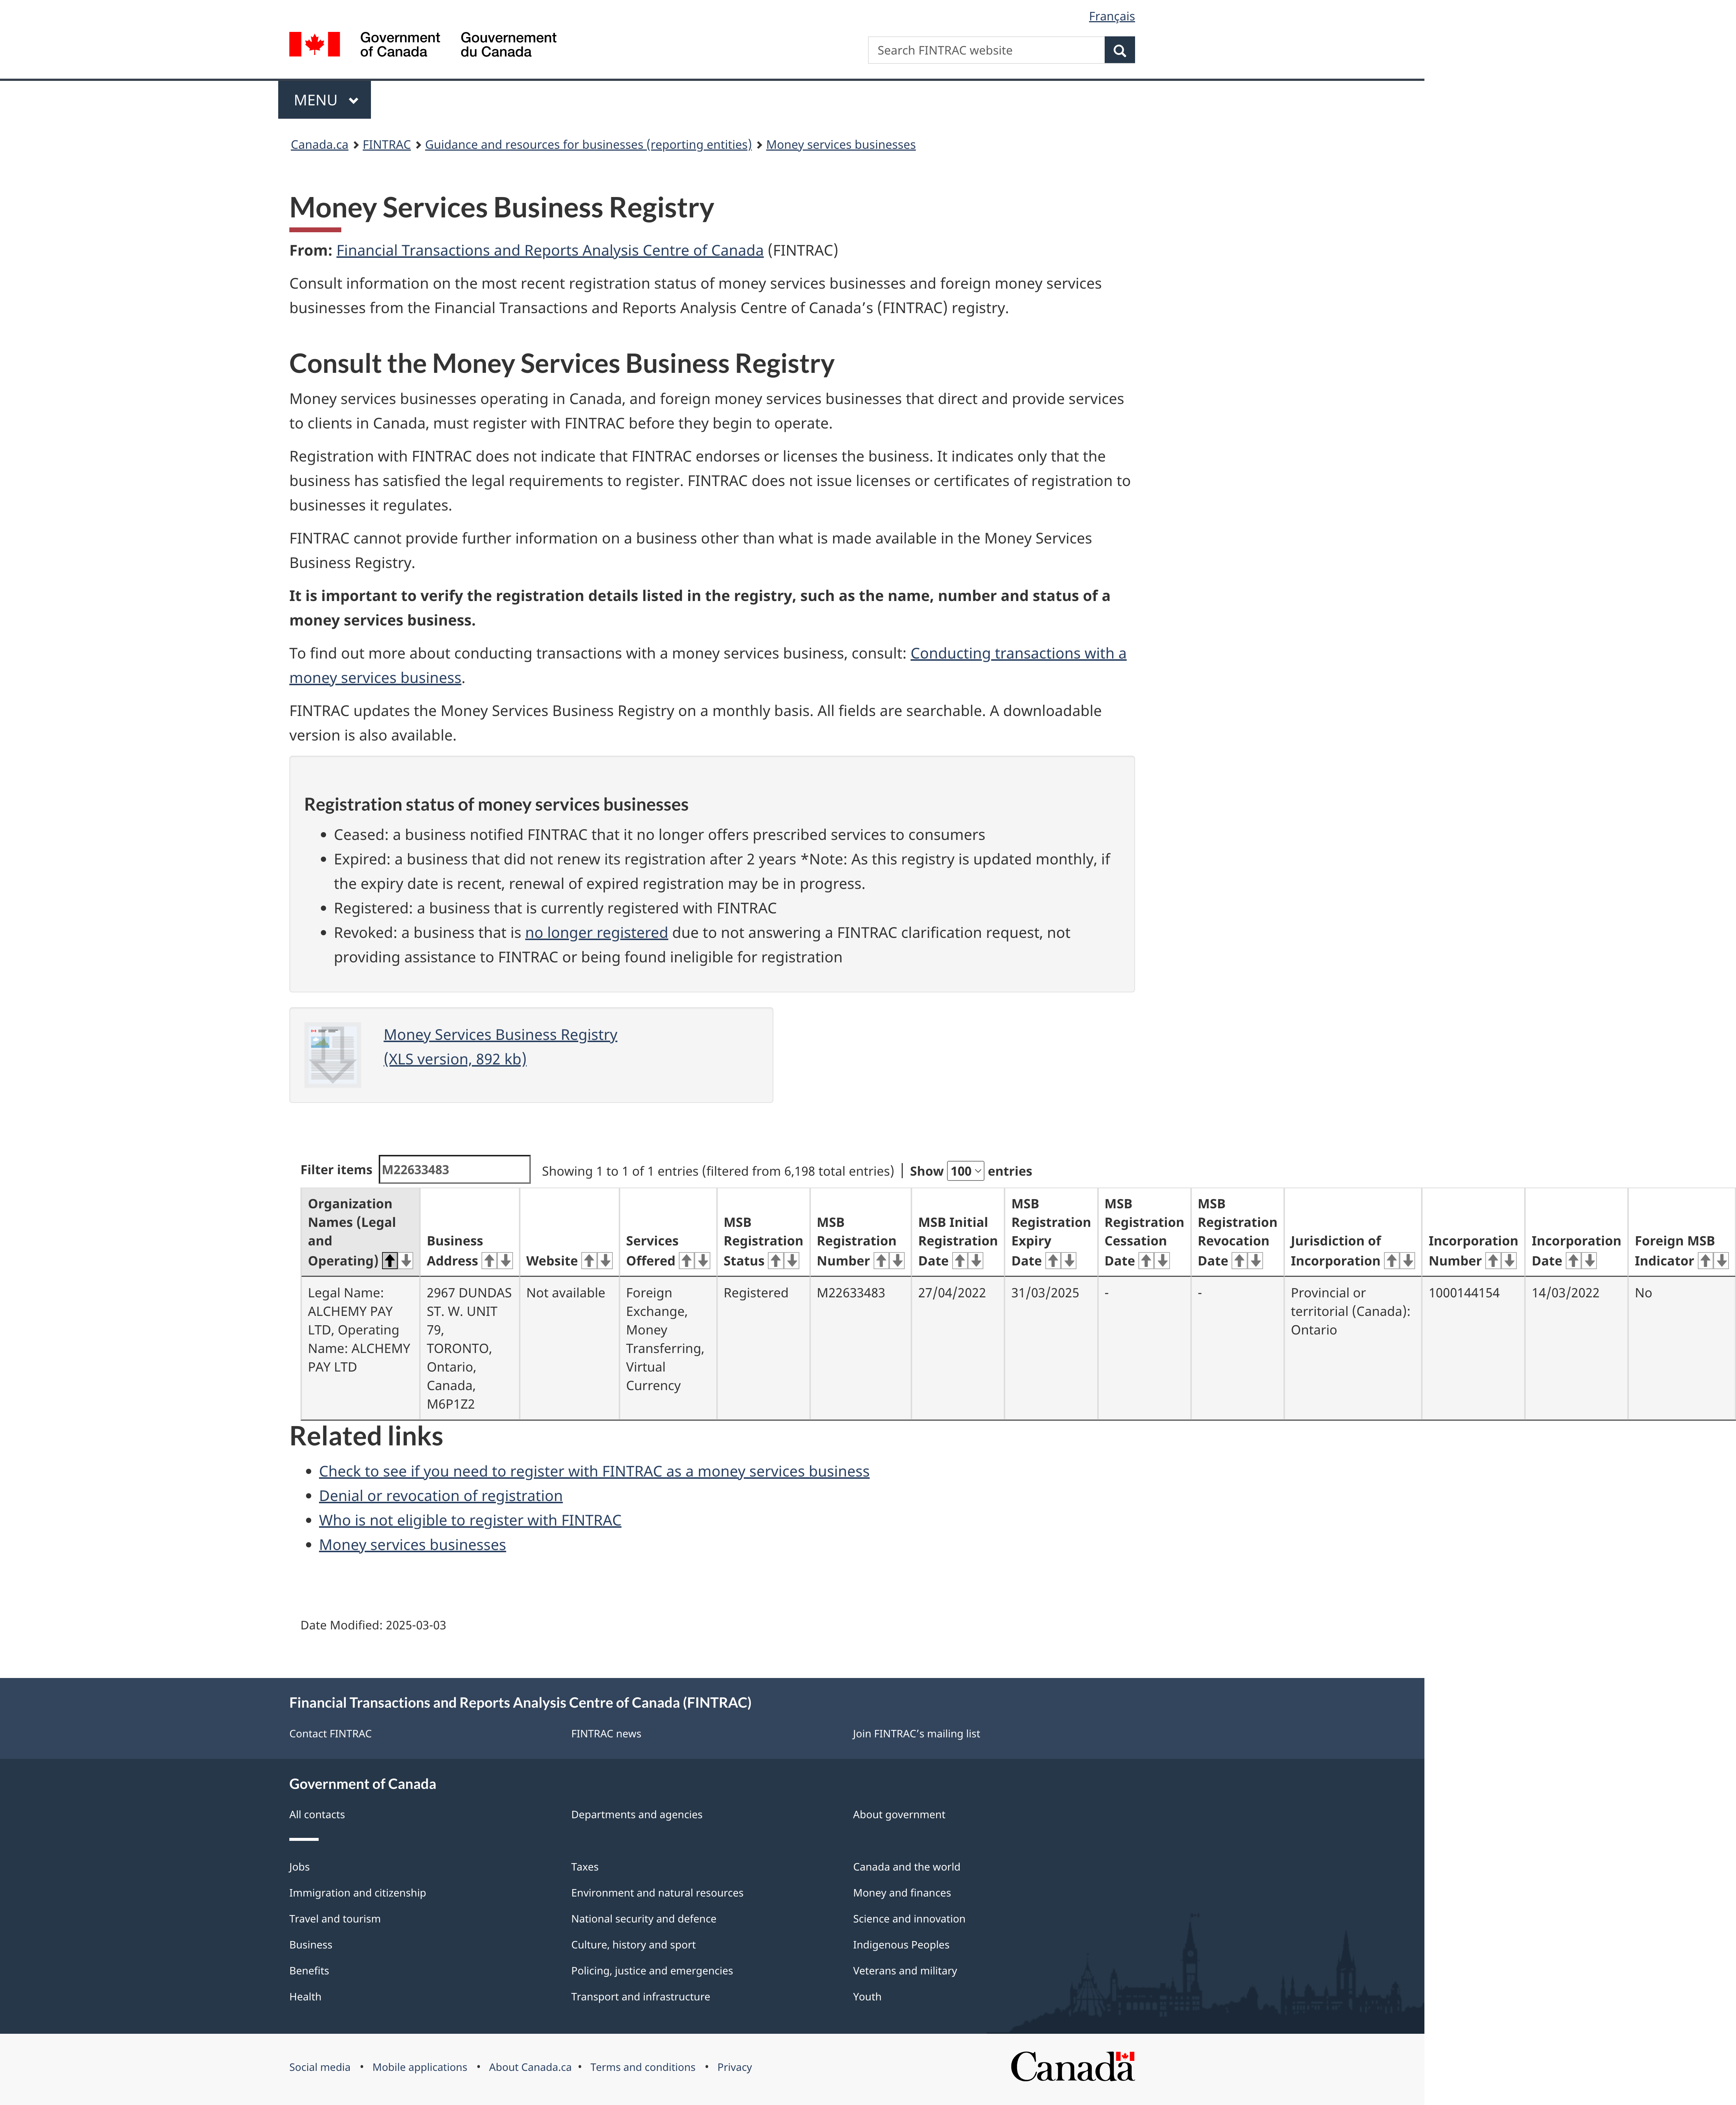 Français
Government
of Canada
Gouvernement
du Canada
Search FINTRAC website
MENU
Canada.ca > FINTRAC > Guidance and resources for businesses (reporting entities) > Money services businesses
Money Services Business Registry
From: Financial Transactions and Reports Analysis Centre of Canada (FINTRAC)
Consult information on the most recent registration status of money services businesses and foreign money services
businesses from the Financial Transactions and Reports Analysis Centre of Canada’s (FINTRAC) registry.
Consult the Money Services Business Registry
Money services businesses operating in Canada, and foreign money services businesses that direct and provide services
to clients in Canada, must register with FINTRAC before they begin to operate.
Registration with FINTRAC does not indicate that FINTRAC endorses or licenses the business. It indicates only that the
business has satisfied the legal requirements to register. FINTRAC does not issue licenses or certificates of registration to
businesses it regulates.
FINTRAC cannot provide further information on a business other than what is made available in the Money Services
Business Registry.
It is important to verify the registration details listed in the registry, such as the name, number and status of a
money services business.
To find out more about conducting transactions with a money services business, consult: Conducting transactions with a
money services business.
FINTRAC updates the Money Services Business Registry on a monthly basis. All fields are searchable. A downloadable
version is also available.
Registration status of money services businesses
• Ceased: a business notified FINTRAC that it no longer offers prescribed services to consumers
• Expired: a business that did not renew its registration after 2 years *Note: As this registry is updated monthly, if
the expiry date is recent, renewal of expired registration may be in progress.
• Registered: a business that is currently registered with FINTRAC
• Revoked: a business that is no longer registered due to not answering a FINTRAC clarification request, not
providing assistance to FINTRAC or being found ineligible for registration
Money Services Business Registry
(XLS version, 892 kb)
Filter items M22633483 Showing 1 to 1 of 1 entries (filtered from 6,198 total entries) | Show 100 entries
Organization
Names (Legal
and
Operating)
Business
Address
Website
Services
Offered
MSB
Registration
Status
MSB
Registration
Number
MSB Initial
Registration
Date
MSB
Registration
Expiry
Date
MSB
Registration
Cessation
Date
MSB
Registration
Revocation
Date
Jurisdiction of
Incorporation
Incorporation
Number
Incorporation
Date
Foreign MSB
Indicator
Legal Name:
ALCHEMY PAY
LTD, Operating
Name: ALCHEMY
PAY LTD
2967 DUNDAS
ST. W. UNIT
79,
TORONTO,
Ontario,
Canada,
M6P1Z2
Not available
Foreign
Exchange,
Money
Transferring,
Virtual
Currency
Registered
M22633483
27/04/2022
31/03/2025
-
-
Provincial or
territorial (Canada):
Ontario
1000144154
14/03/2022
No
Related links
• Check to see if you need to register with FINTRAC as a money services business
• Denial or revocation of registration
• Who is not eligible to register with FINTRAC
• Money services businesses
Date Modified: 2025-03-03
Financial Transactions and Reports Analysis Centre of Canada (FINTRAC)
Contact FINTRAC FINTRAC news Join FINTRAC's mailing list
Government of Canada
All contacts Departments and agencies About government
Jobs Taxes Canada and the world
Immigration and citizenship Environment and natural resources Money and finances
Travel and tourism National security and defence Science and innovation
Business Culture, history and sport Indigenous Peoples
Benefits Policing, justice and emergencies Veterans and military
Health Transport and infrastructure Youth
Social media • Mobile applications • About Canada.ca • Terms and conditions • Privacy
Canada